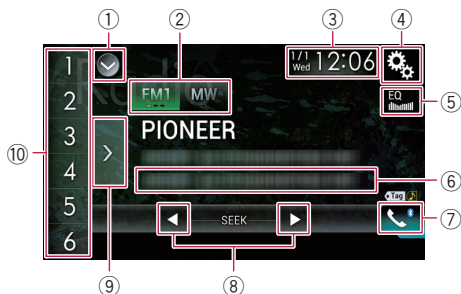 ① ② ③ ④
1/1
Wed 12:06
1
2
3
4
5
6
FM1 MW
EQ
⑤
PIONEER
⑩
⑥
Tag
SEEK
⑦
⑨ ⑧